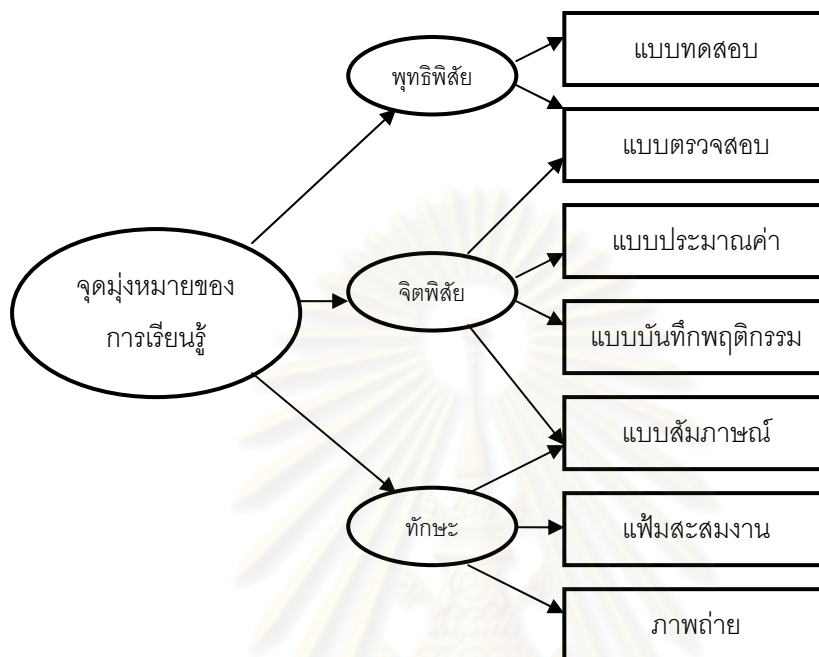 แบบทดสอบ
พุทธิพิสัย
แบบตรวจสอบ
แบบประมาณค่า
จุดมุ่งหมายของ
การเรียนรู้
จิตพิสัย
แบบบันทึกพฤติกรรม
แบบสัมภาษณ์
ทักษะ
แฟ้มสะสมงาน
ภาพถ่าย